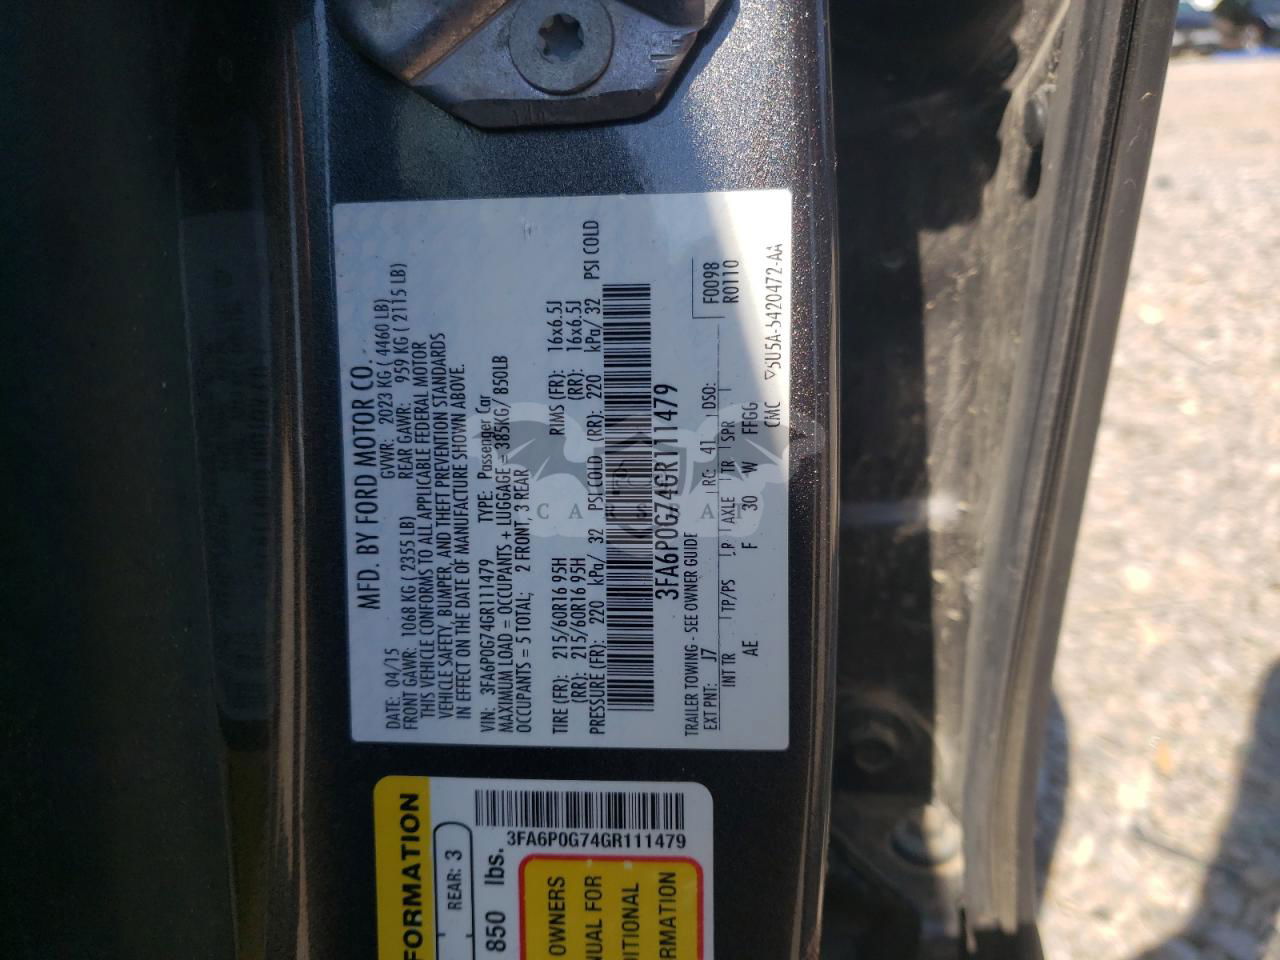 MFD. BY FORD MOTOR CO.
DATE: 04/15 GVWR: 2023 KG ( 4460 LB)
FRONT GAWR: 1068 KG ( 2355 LB) REAR GAWR: 959 KG ( 2115 LB)
THIS VEHICLE CONFORMS TO ALL APPLICABLE FEDERAL MOTOR
VEHICLE SAFETY, BUMPER, AND THEFT PREVENTION STANDARDS
IN EFFECT ON THE DATE OF MANUFACTURE SHOWN ABOVE.
VIN: 3FA6P0G74GR111479 TYPE: Passenger Car
MAXIMUM LOAD = OCCUPANTS + LUGGAGE = 385KG/ 850LB
OCCUPANTS = 5 TOTAL; 2 FRONT, 3 REAR
TIRE (FR): 215/60R16 95H RIMS (FR): 16x6.5J
(RR): 215/60R16 95H (RR): 16x6.5J
PRESSURE (FR): 220 kPa/ 32 PSI COLD (RR): 220 kPa/ 32 PSI COLD
3FA6P0G74GR111479
TRAILER TOWING - SEE OWNER GUIDE F0098
EXT PNT: J7 RC: 41 DSO: R0110
INT TR TP/PS R AXLE TR SPR
AE F 30 W FFGG
CMC 5U5A-5420472-AA
FORMATION
REAR: 3
850 lbs.
3FA6P0G74GR111479
OWNERS
NUAL FOR
DITIONAL
RMATION